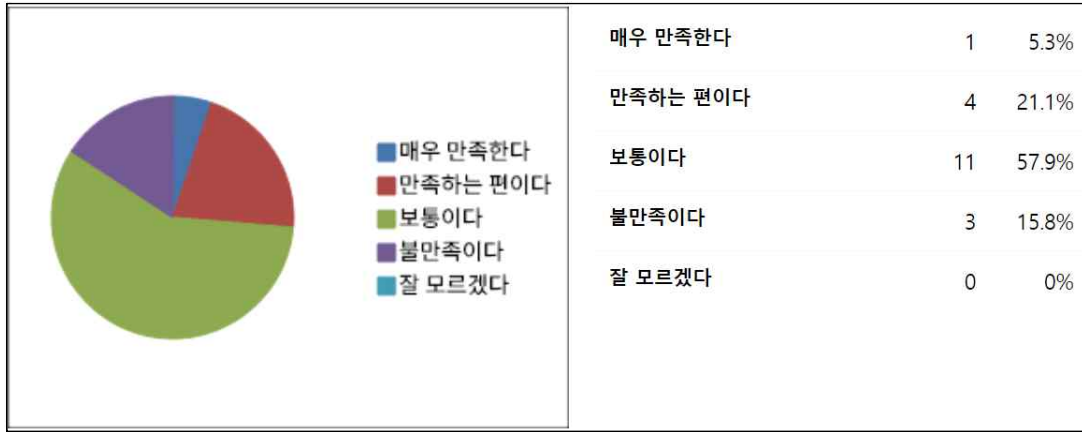 매우 만족한다
만족하는 편이다
보통이다
불만족이다
잘 모르겠다
매우 만족한다 1 5.3%
만족하는 편이다 4 21.1%
보통이다 11 57.9%
불만족이다 3 15.8%
잘 모르겠다 0 0%